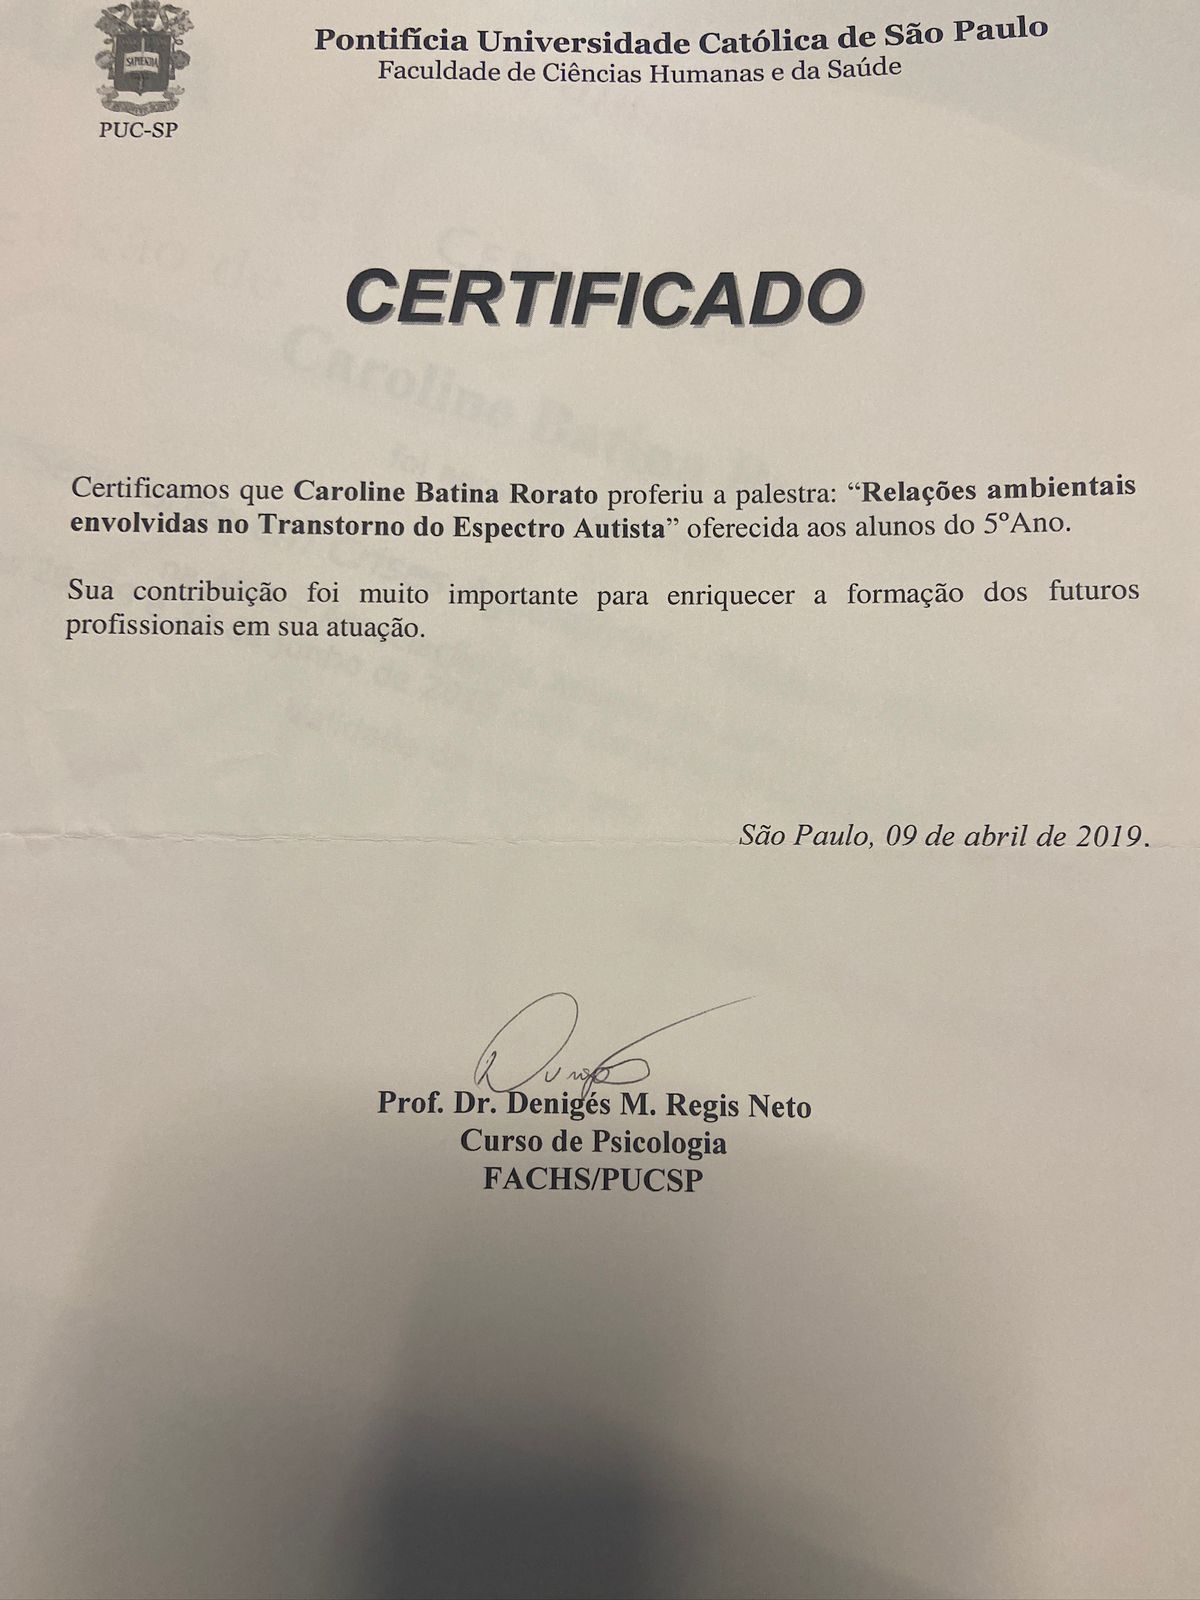 Pontifícia Universidade Católica de São Paulo
Faculdade de Ciências Humanas e da Saúde
SAPIENTIA
PUC-SP
CERTIFICADO
Caroline Batina
Certificamos que Caroline Batina Rorato proferiu a palestra: “Relações ambientais
envolvidas no Transtorno do Espectro Autista” oferecida aos alunos do 5ºAno.
Sua contribuição foi muito importante para enriquecer a formação dos futuros
profissionais em sua atuação.
São Paulo, 09 de abril de 2019.
Prof. Dr. Denigés M. Regis Neto
Curso de Psicologia
FACHS/PUCSP